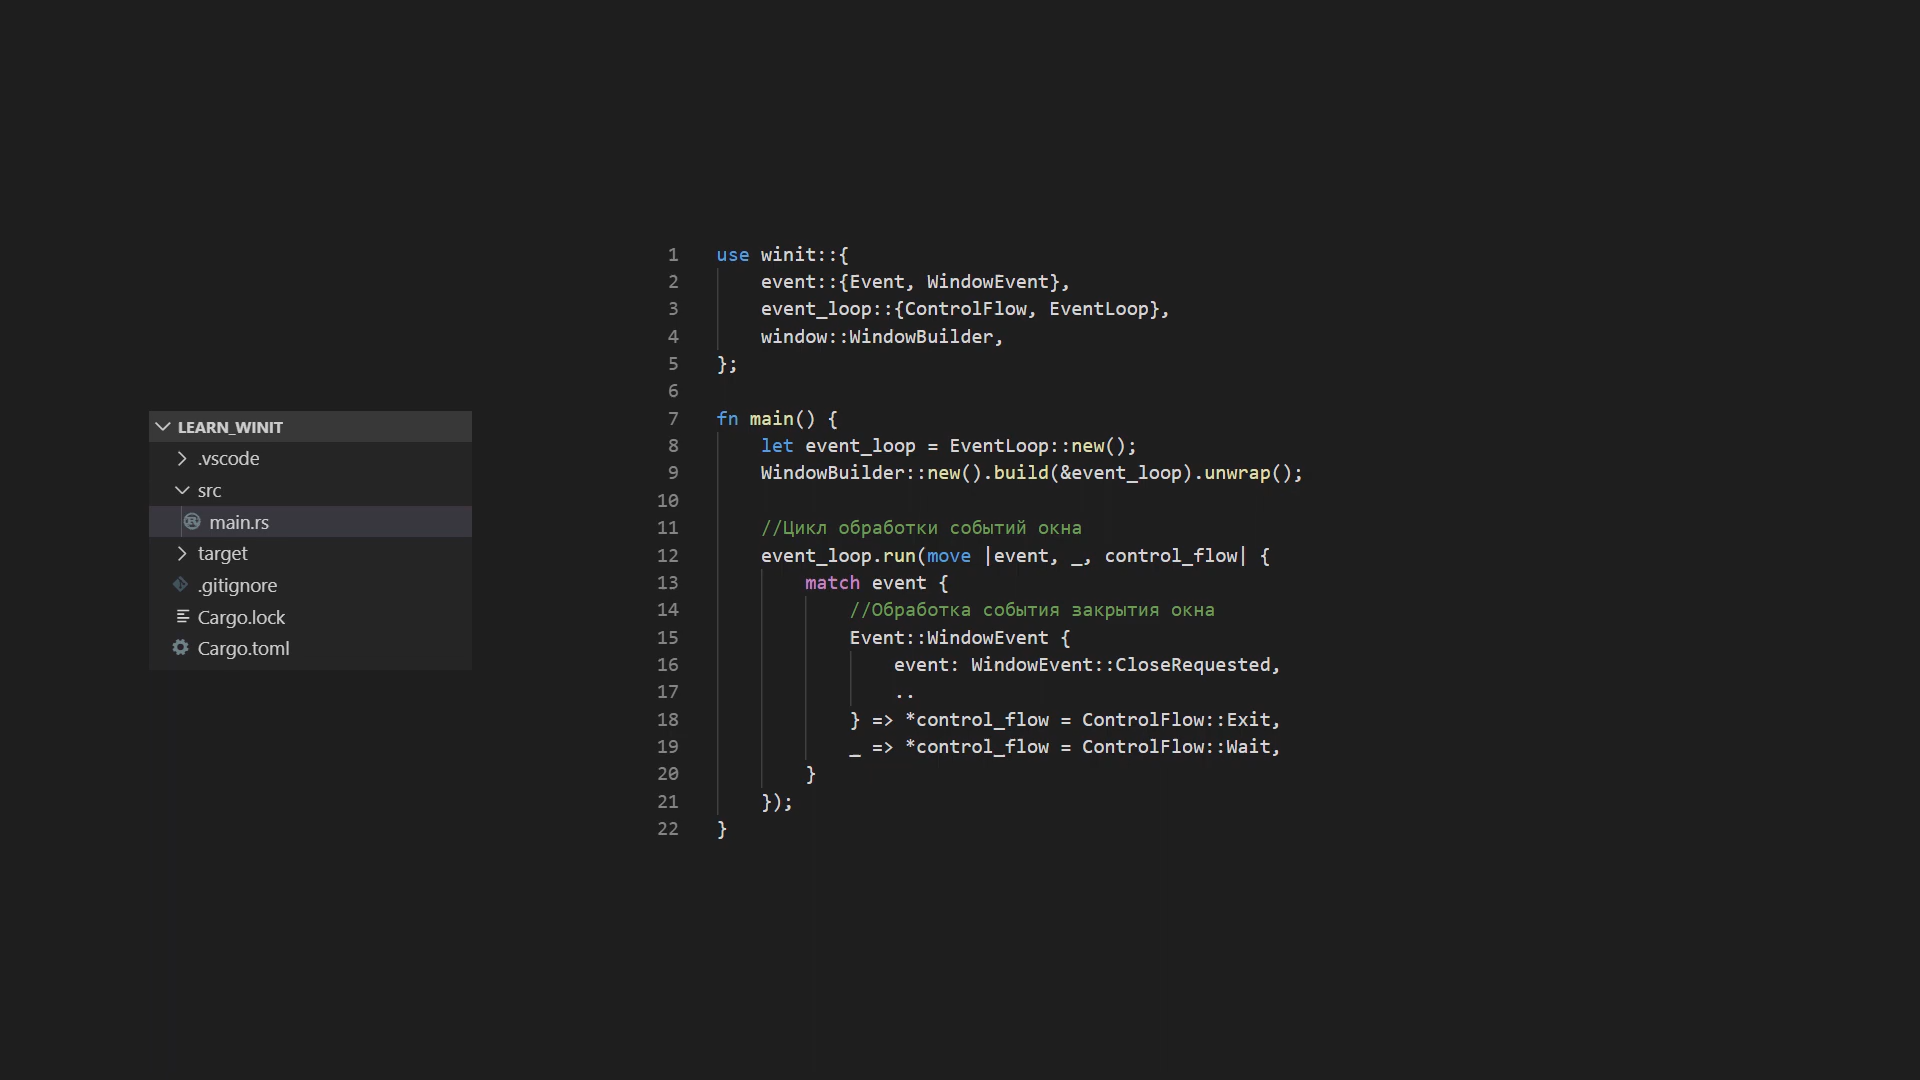 LEARN_WINIT
.vscode
src
main.rs
target
.gitignore
Cargo.lock
Cargo.toml
1 use winit::{
2     event::{Event, WindowEvent},
3     event_loop::{ControlFlow, EventLoop},
4     window::WindowBuilder,
5 };
6
7 fn main() {
8     let event_loop = EventLoop::new();
9     WindowBuilder::new().build(&event_loop).unwrap();
10
11     //Цикл обработки событий окна
12     event_loop.run(move |event, _, control_flow| {
13         match event {
14             //Обработка события закрытия окна
15             Event::WindowEvent {
16                 event: WindowEvent::CloseRequested,
17                 ..
18             } => *control_flow = ControlFlow::Exit,
19             _ => *control_flow = ControlFlow::Wait,
20         }
21     });
22 }